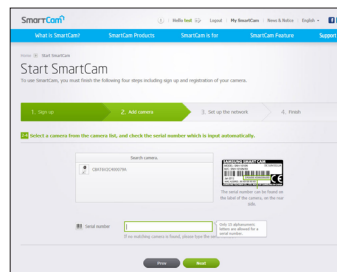 SMARTCam
Hello test | Logout | My SmartCam | News & Notice | English
What is SmartCam? SmartCam Products SmartCam is for SmartCam Feature Support
Home Start SmartCam
Start SmartCam
To use SmartCam, you must finish the following four steps including sign up and registration of your camera.
1. Sign up 2. Add camera 3. Set up the network 4. Finish
Select a camera from the camera list, and check the serial number which is input automatically.
Search camera
SAMSUNG SMART CAM
The serial number can be found on
the label of the camera, on the rear
side.
Serial number
Only 15 alphanumeric
letters are allowed for a
serial number.
If no matching camera is found, please type the
Prev Next